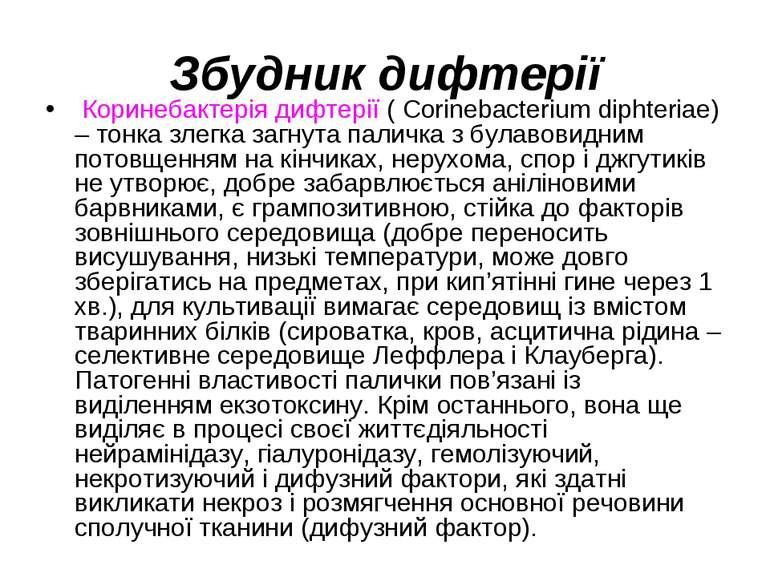 Збудник дифтерії
• Коринебактерія дифтерії ( Corinebacterium diphteriae)
– тонка злегка загнута паличка з булавовидним
потовщенням на кінчиках, нерухома, спор і джгутиків
не утворює, добре забарвлюється аніліновими
барвниками, є грампозитивною, стійка до факторів
зовнішнього середовища (добре переносить
висушування, низькі температури, може довго
зберігатись на предметах, при кип’ятінні гине через 1
хв.), для культивації вимагає середовищ із вмістом
тваринних білків (сироватка, кров, асцитична рідина –
селективне середовище Леффлера і Клауберга).
Патогенні властивості палички пов’язані із
виділенням екзотоксину. Крім останнього, вона ще
виділяє в процесі своєї життєдіяльності
нейрамінідазу, гіалуронідазу, гемолізуючий,
некротизуючий і дифузний фактори, які здатні
викликати некроз і розмягчення основної речовини
сполучної тканини (дифузний фактор).